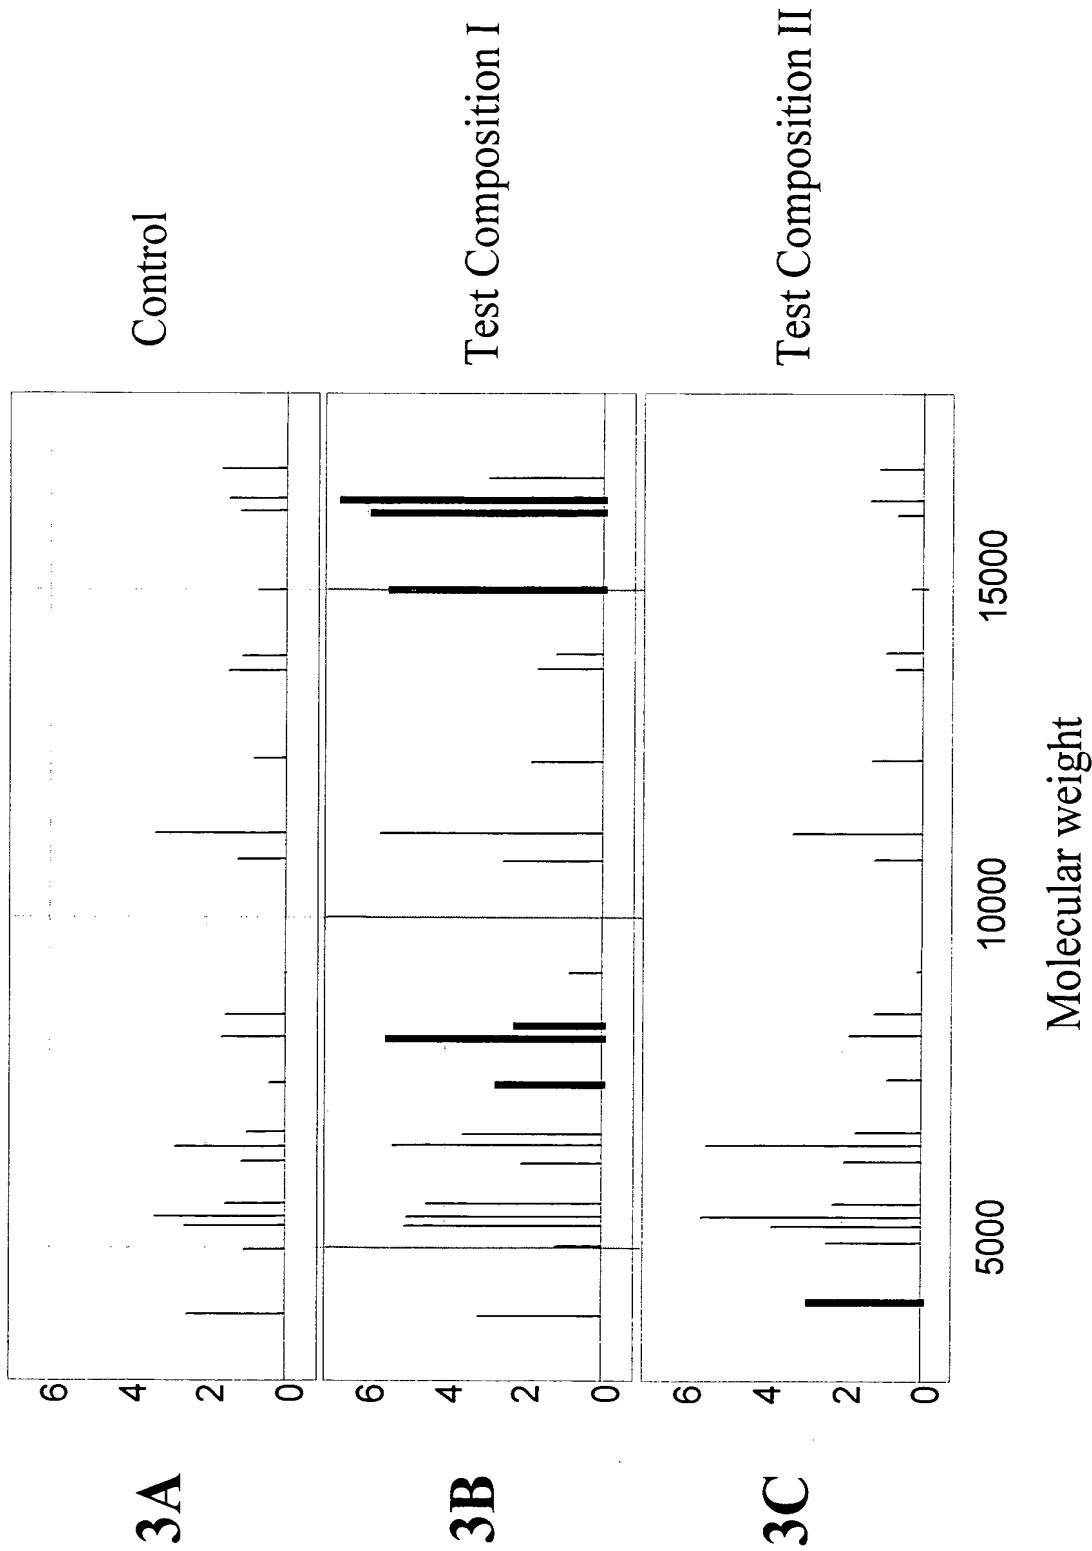 3A
6
4
2
0
Control
3B
6
4
2
0
Test Composition I
3C
6
4
2
0
Test Composition II
5000
10000
15000
Molecular weight